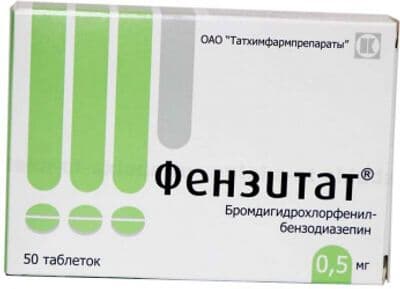 ОАО "Татхимфармпрепараты"
Фензитат®
Бромдигидрохлорфенил-
бензодиазепин
50 таблеток
0,5 мг